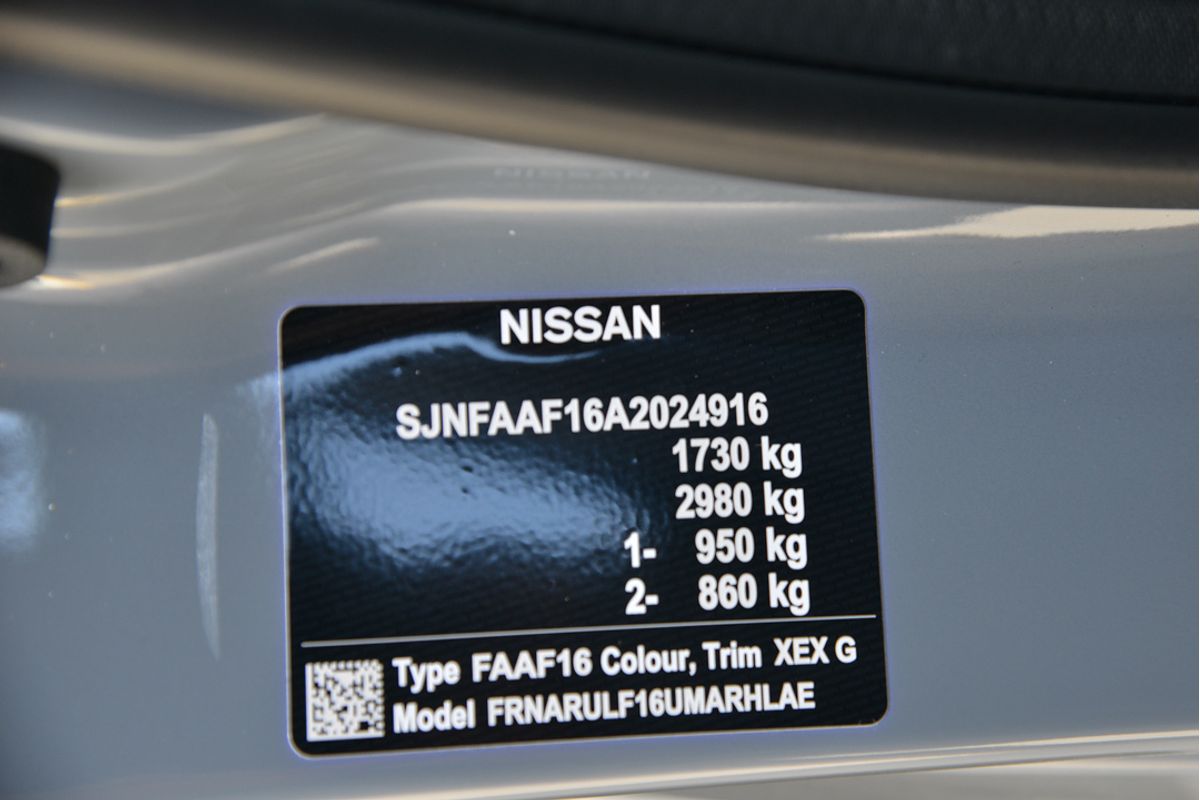 NISSAN
SJNFAAF16A2024916
1730 kg
2980 kg
1- 950 kg
2- 860 kg
Type FAAF16 Colour, Trim XEX G
Model FRNARULF16UMARHLAE